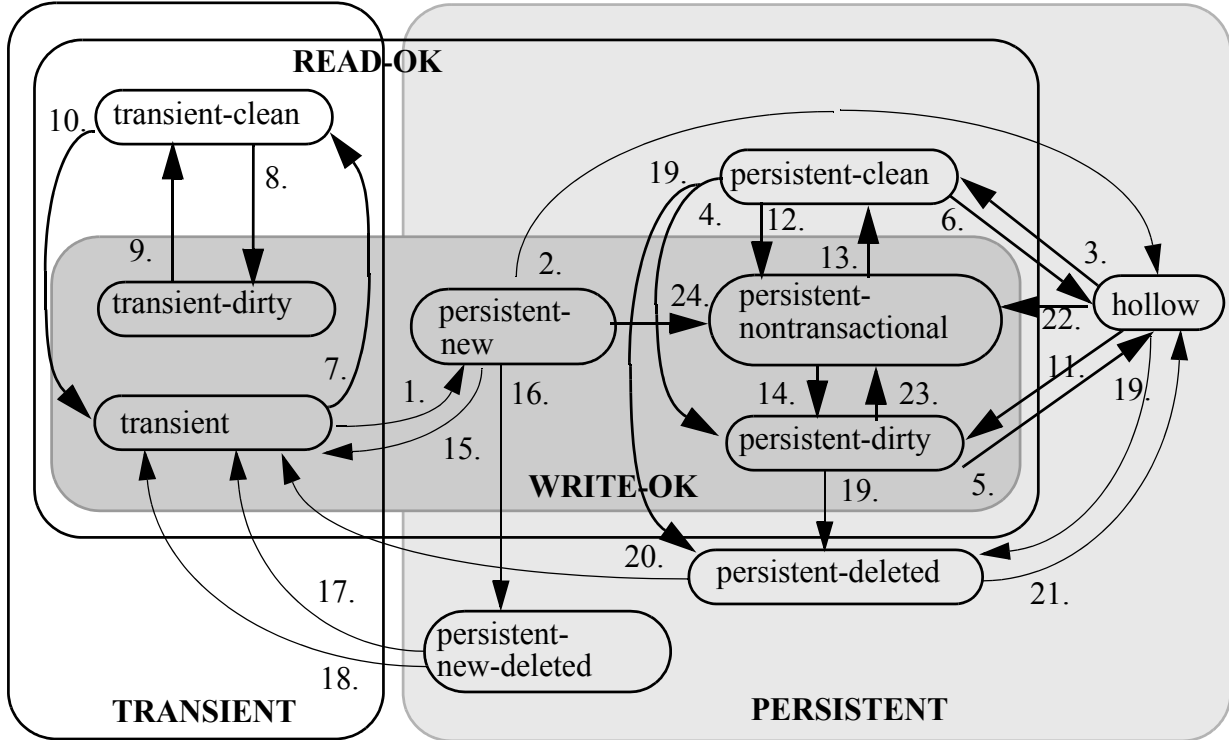 READ-OK
10.
transient-clean
8.
9.
transient-dirty
7.
transient
1.
2.
persistent-
new
16.
15.
24.
19.
4.
persistent-clean
12.
13.
6.
3.
persistent-
nontransactional
22.
hollow
14.
23.
11.
19.
persistent-dirty
5.
19.
WRITE-OK
20.
persistent-deleted
21.
17.
18.
persistent-
new-deleted
TRANSIENT
PERSISTENT